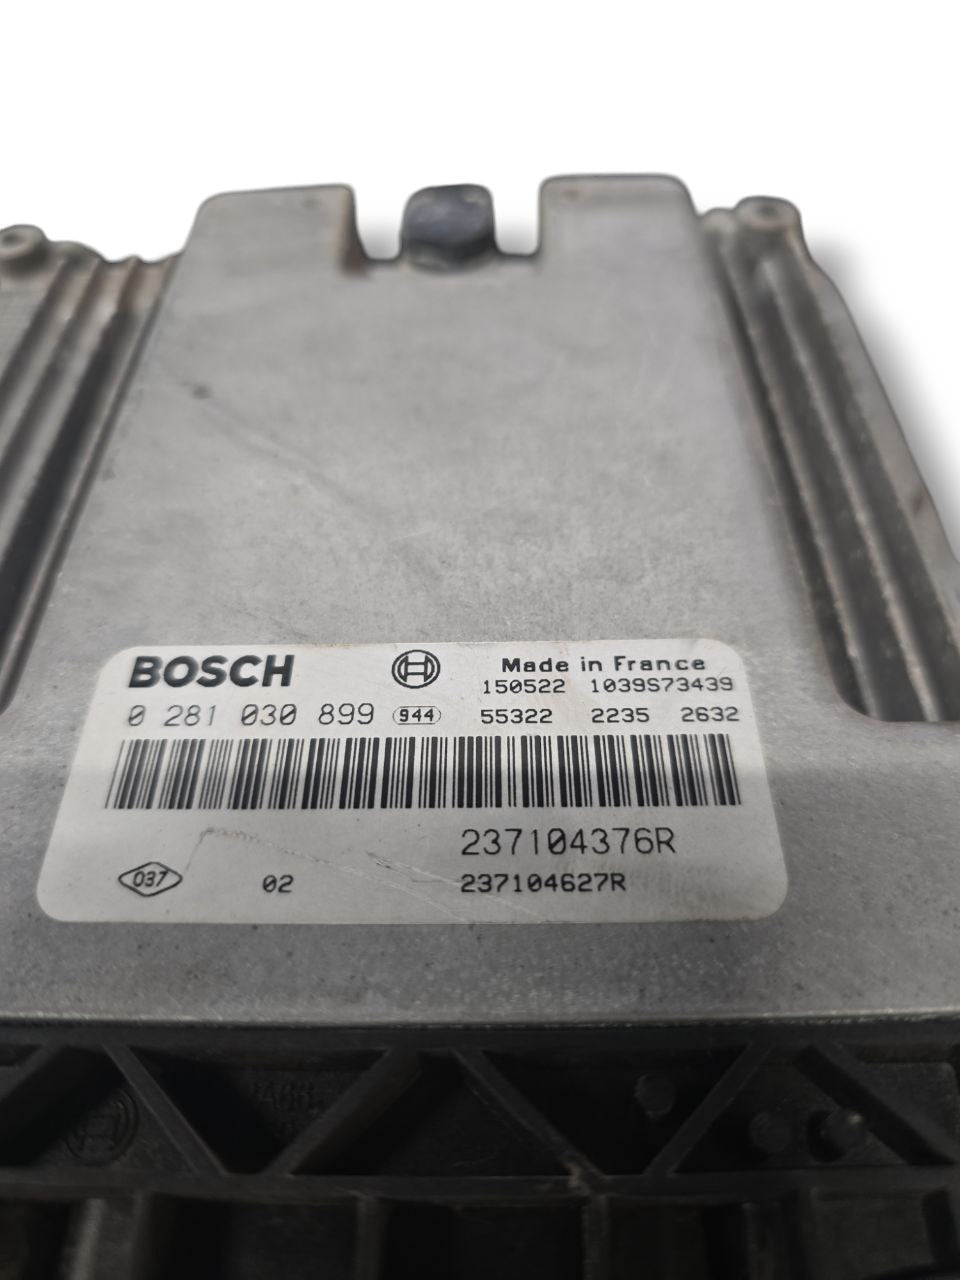 BOSCH
Made in France
150522 1039S73439
0 281 030 899 944 55322 2235 2632
237104376R
037 02 237104627R